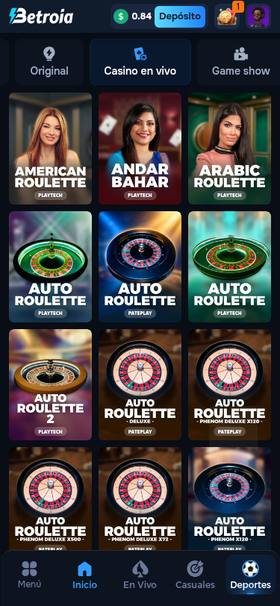 Betroia
$ 0.84 Depósito
1
Original
Casino en vivo
Game show
AMERICAN
ROULETTE
PLAYTECH
ANDAR
BAHAR
PLAYTECH
ARABIC
ROULETTE
PLAYTECH
AUTO
ROULETTE
PLAYTECH
AUTO
ROULETTE
PATEPLAY
AUTO
ROULETTE
PLAYTECH
AUTO
ROULETTE
2
PLAYTECH
AUTO
ROULETTE
- DELUXE -
PATEPLAY
AUTO
ROULETTE
- PHENOM DELUXE X120 -
PATEPLAY
AUTO
ROULETTE
- PHENOM DELUXE X500 -
PATEPLAY
AUTO
ROULETTE
- PHENOM DELUXE X72 -
PATEPLAY
AUTO
ROULETTE
- PHENOM X120 -
PATEPLAY
Menú
Inicio
En Vivo
Casuales
Deportes